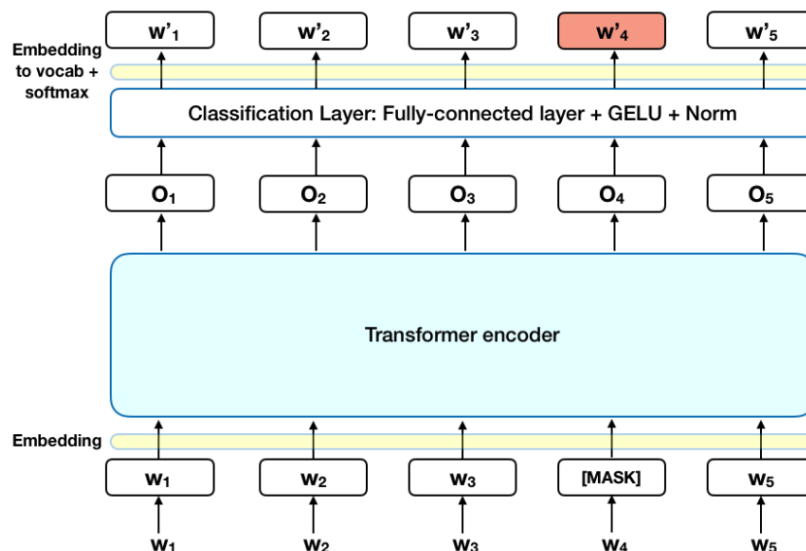 w'₁ w'₂ w'₃ w'₄ w'₅
Embedding
to vocab +
softmax
Classification Layer: Fully-connected layer + GELU + Norm
O₁ O₂ O₃ O₄ O₅
Transformer encoder
Embedding
W₁ W₂ W₃ [MASK] W₅
W₁ W₂ W₃ W₄ W₅